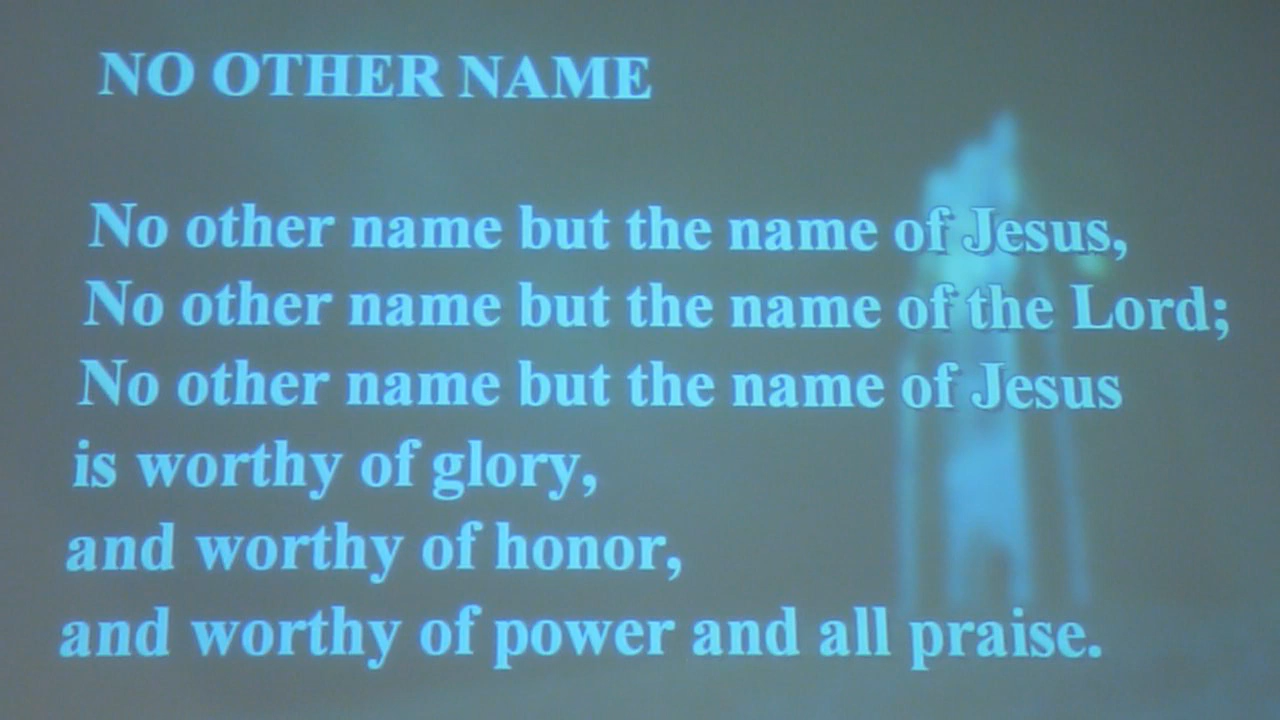 NO OTHER NAME
No other name but the name of Jesus,
No other name but the name of the Lord;
No other name but the name of Jesus
is worthy of glory,
and worthy of honor,
and worthy of power and all praise.